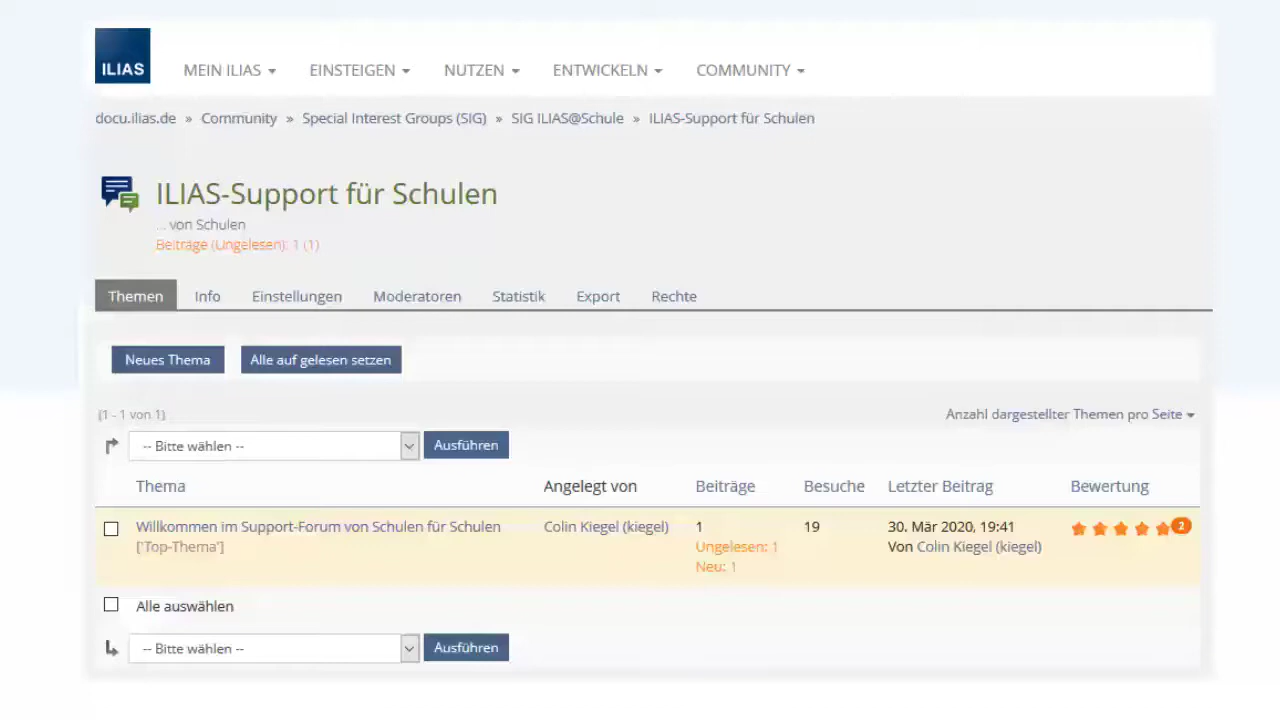 ILIAS
MEIN ILIAS EINSTEIGEN NUTZEN ENTWICKELN COMMUNITY
docu.ilias.de » Community » Special Interest Groups (SIG) » SIG ILIAS@Schule » ILIAS-Support für Schulen
ILIAS-Support für Schulen
... von Schulen
Beiträge (Ungelesen): 1 (1)
Themen Info Einstellungen Moderatoren Statistik Export Rechte
Neues Thema Alle auf gelesen setzen
(1 - 1 von 1) Anzahl dargestellter Themen pro Seite
-- Bitte wählen -- Ausführen
Thema Angelegt von Beiträge Besuche Letzter Beitrag Bewertung
Willkommen im Support-Forum von Schulen für Schulen Colin Kiegel (kiegel) 1 19 30. Mär 2020, 19:41 2
['Top-Thema'] Ungelesen: 1 Von Colin Kiegel (kiegel)
Neu: 1
Alle auswählen
-- Bitte wählen -- Ausführen